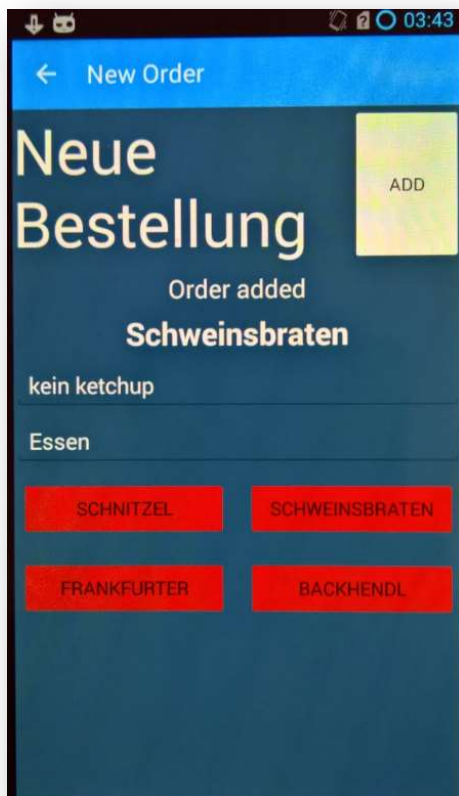 03:43
New Order
Neue
Bestellung
ADD
Order added
Schweinsbraten
kein ketchup
Essen
SCHNITZEL
SCHWEINSBRATEN
FRANKFURTER
BACKHENDL